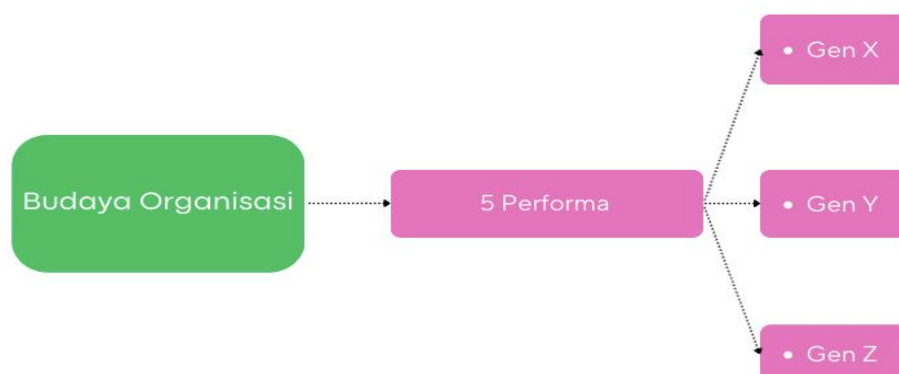 Budaya Organisasi
5 Performa
• Gen X
• Gen Y
• Gen Z